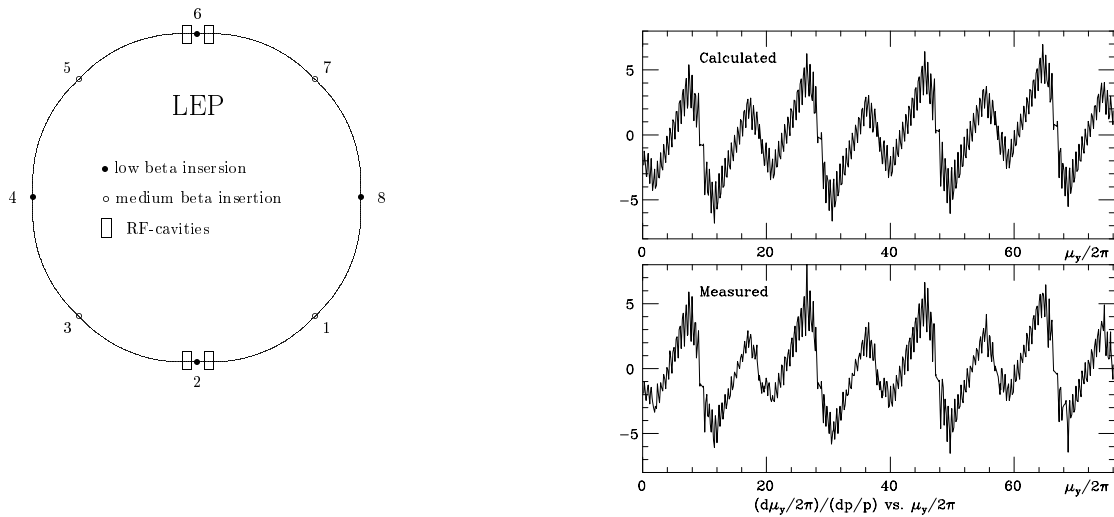 6
5
7
LEP
low beta insersion
4
medium beta insertion
8
RF-cavities
3
1
2
Calculated
5
0
−5
0
20
40
60
μy/2π
Measured
5
0
−5
0
20
40
60
μy/2π
(dμy/2π)/(dp/p) vs. μy/2π